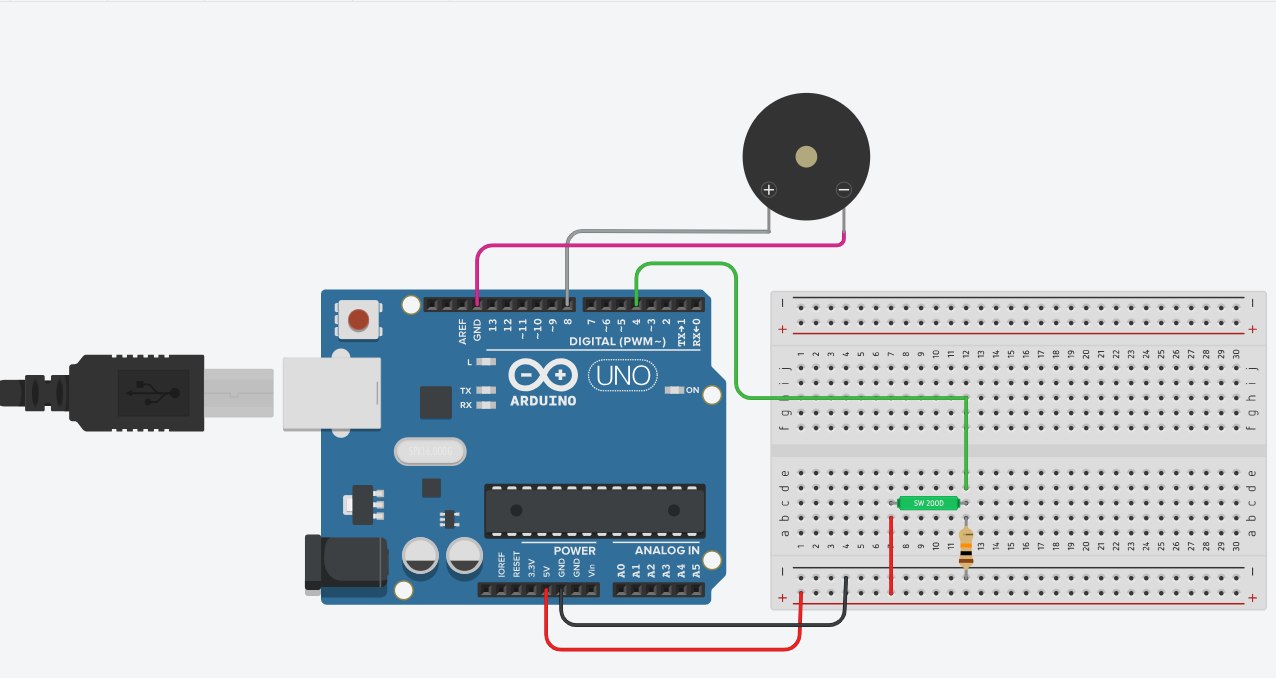 + −
AREF
GND
13
12
~11
~10
~9
8
7
~6
~5
4
~3
2
TX→1
RX←0
DIGITAL (PWM~)
L
TX
RX
ARDUINO
UNO
ON
POWER
ANALOG IN
IOREF
RESET
3.3V
5V
GND
GND
Vin
A0
A1
A2
A3
A4
A5
− −
+ +
1 2 3 4 5 6 7 8 9 10 11 12 13 14 15 16 17 18 19 20 21 22 23 24 25 26 27 28 29 30
j j
i i
h h
g g
f f
e e
d d
c SW 2000 c
b b
a a
1 2 3 4 5 6 7 8 9 10 11 12 13 14 15 16 17 18 19 20 21 22 23 24 25 26 27 28 29 30
− −
+ +